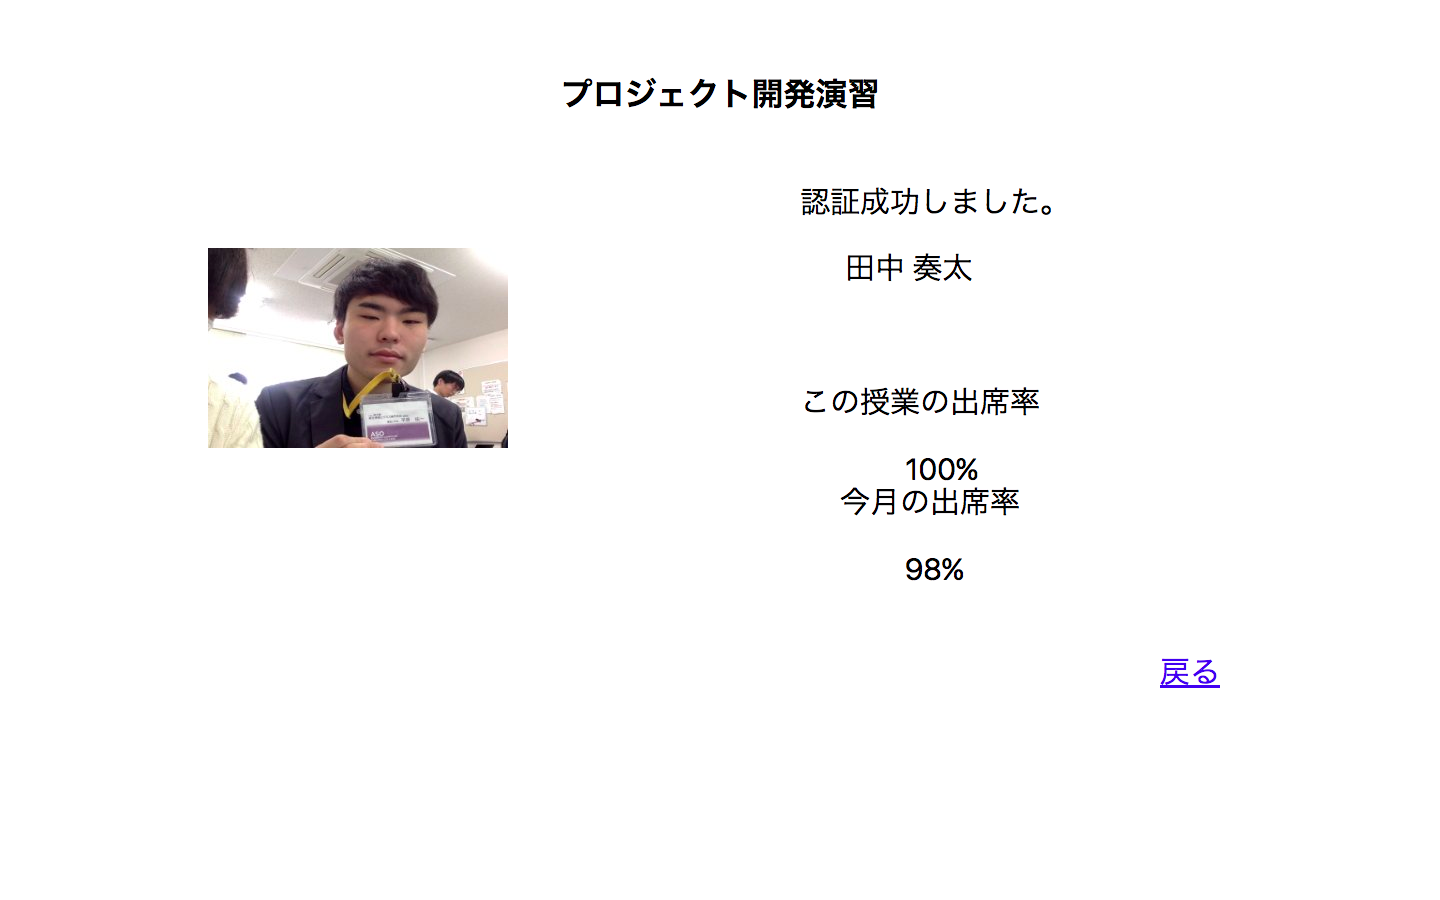 プロジェクト開発演習
認証成功しました。
田中 奏太
ASO
この授業の出席率
100%
今月の出席率
98%
戻る